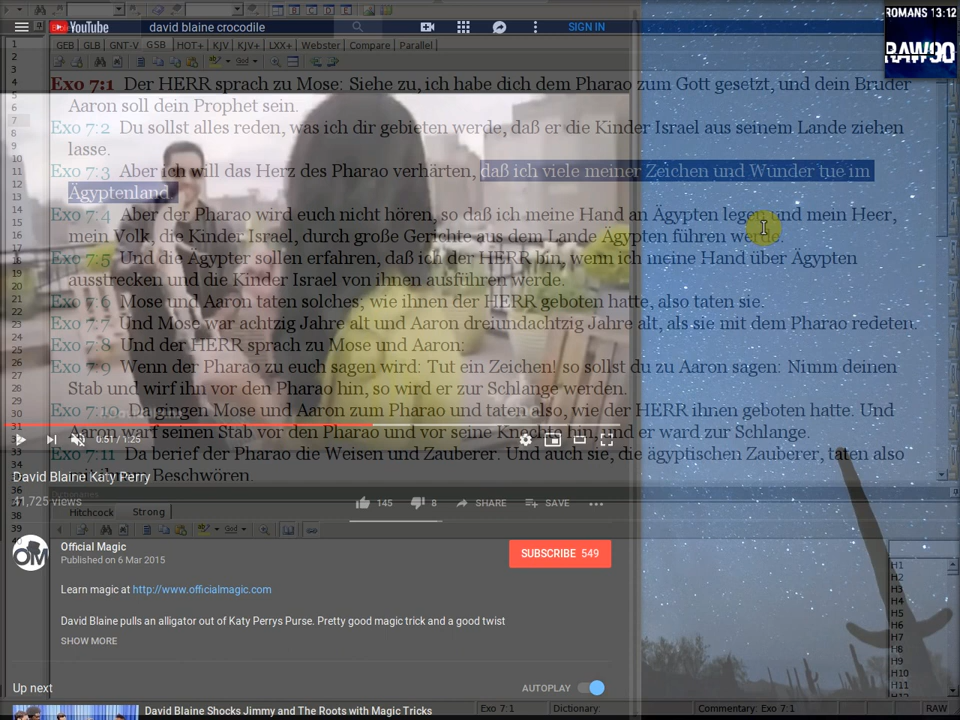 ROMANS 13:12
RAW90
YouTube
david blaine crocodile
SIGN IN
GEB GLB GNT-V GSB HOT+ KJV KJV+ LXX+ Webster Compare Parallel
Exo 7:1 Der HERR sprach zu Mose: Siehe zu, ich habe dich dem Pharao zum Gott gesetzt, und dein Bruder
Aaron soll dein Prophet sein.
Exo 7:2 Du sollst alles reden, was ich dir gebieten werde, daß er die Kinder Israel aus seinem Lande ziehen
lasse.
Exo 7:3 Aber ich will das Herz des Pharao verhärten, daß ich viele meiner Zeichen und Wunder tue im
Ägyptenland.
Exo 7:4 Aber der Pharao wird euch nicht hören, so daß ich meine Hand an Ägypten legen und mein Heer,
mein Volk, die Kinder Israel, durch große Gerichte aus dem Lande Ägypten führen werde.
Exo 7:5 Und die Ägypter sollen erfahren, daß ich der HERR bin, wenn ich meine Hand über Ägypten
ausstrecken und die Kinder Israel von ihnen ausführen werde.
Exo 7:6 Mose und Aaron taten solches; wie ihnen der HERR geboten hatte, also taten sie.
Exo 7:7 Und Mose war achtzig Jahre alt und Aaron dreiundachtzig Jahre alt, als sie mit dem Pharao redeten.
Exo 7:8 Und der HERR sprach zu Mose und Aaron:
Exo 7:9 Wenn der Pharao zu euch sagen wird: Tut ein Zeichen! so sollst du zu Aaron sagen: Nimm deinen
Stab und wirf ihn vor den Pharao hin, so wird er zur Schlange werden.
Exo 7:10 Da gingen Mose und Aaron zum Pharao und taten also, wie der HERR ihnen geboten hatte. Und
Aaron warf seinen Stab vor den Pharao und vor seine Knechte hin, und er ward zur Schlange.
0:51 / 1:25
Exo 7:11 Da berief der Pharao die Weisen und Zauberer. Und auch sie, die ägyptischen Zauberer, taten also
mit ihrem Beschwören.
David Blaine Katy Perry
41,725 views
145 8 SHARE SAVE
Hitchcock Strong
OM
Official Magic
Published on 6 Mar 2015
SUBSCRIBE 549
Learn magic at http://www.officialmagic.com
David Blaine pulls an alligator out of Katy Perrys Purse. Pretty good magic trick and a good twist
SHOW MORE
H1
H2
H3
H4
H5
H6
H7
H8
H9
H10
H11
Up next
AUTOPLAY
David Blaine Shocks Jimmy and The Roots with Magic Tricks
Exo 7:1 Dictionary: Commentary: Exo 7:1 RAW